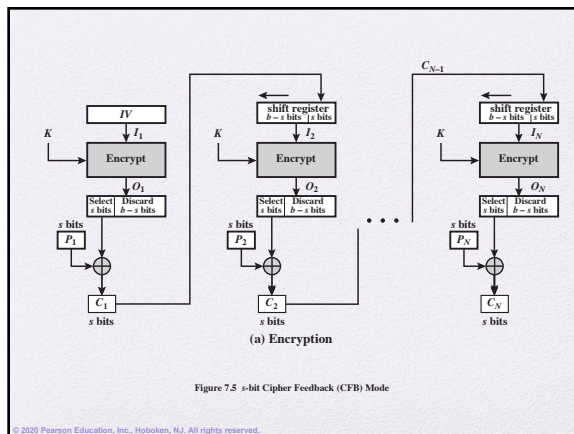 C_{N-1}
IV
K
I_1
Encrypt
O_1
Select s bits
Discard b – s bits
s bits
P_1
C_1
s bits
shift register
b – s bits | s bits
K
I_2
Encrypt
O_2
Select s bits
Discard b – s bits
s bits
P_2
C_2
s bits
• • •
shift register
b – s bits | s bits
K
I_N
Encrypt
O_N
Select s bits
Discard b – s bits
s bits
P_N
C_N
s bits
(a) Encryption
Figure 7.5 s-bit Cipher Feedback (CFB) Mode
© 2020 Pearson Education, Inc., Hoboken, NJ. All rights reserved.